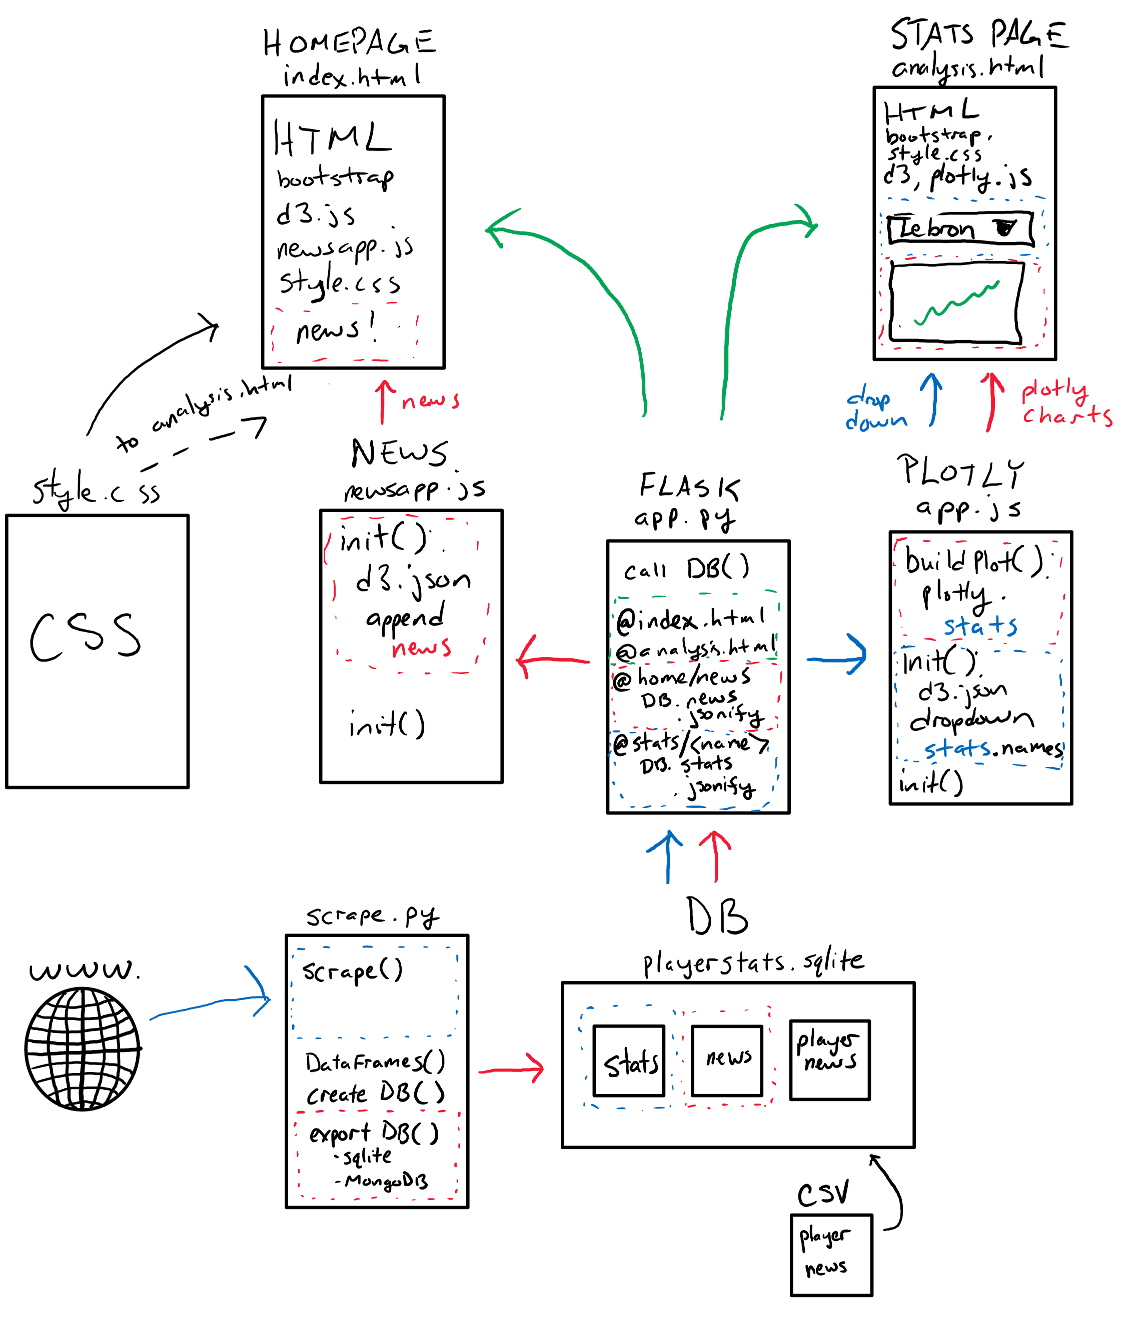 HOMEPAGE
index.html
HTML
bootstrap
d3.js
newsapp.js
style.css
news!
STATS PAGE
analysis.html
HTML
bootstrap,
style.css
d3, plotly.js
Lebron
to analysis.html
news
drop
down
plotly
charts
style.css
CSS
NEWS
newsapp.js
init():
d3.json
append
news
init()
FLASK
app.py
call DB()
@index.html
@analysis.html
@home/news
DB.news
.jsonify
@stats/<name>
DB.stats
.jsonify
PLOTLY
app.js
buildPlot():
plotly.
stats
init():
d3.json
dropdown
stats.names
init()
www.
scrape.py
scrape()
DataFrames()
create DB()
export DB()
-sqlite
-MongoDB
DB
playerstats.sqlite
stats
news
player
news
CSV
player
news